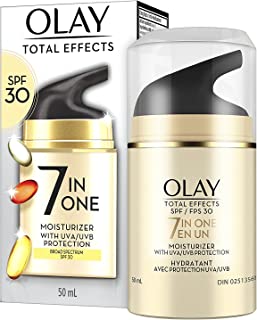 OLAY
TOTAL EFFECTS
SPF
30
7 IN
ONE
MOISTURIZER
WITH UVA/UVB
PROTECTION
BROAD SPECTRUM
SPF 30
50 mL
OLAY
TOTAL EFFECTS
SPF / FPS 30
7 IN ONE
EN UN
MOISTURIZER
WITH UVA/UVB PROTECTION
HYDRATANT
AVEC PROTECTION UVA/UVB
50 mL